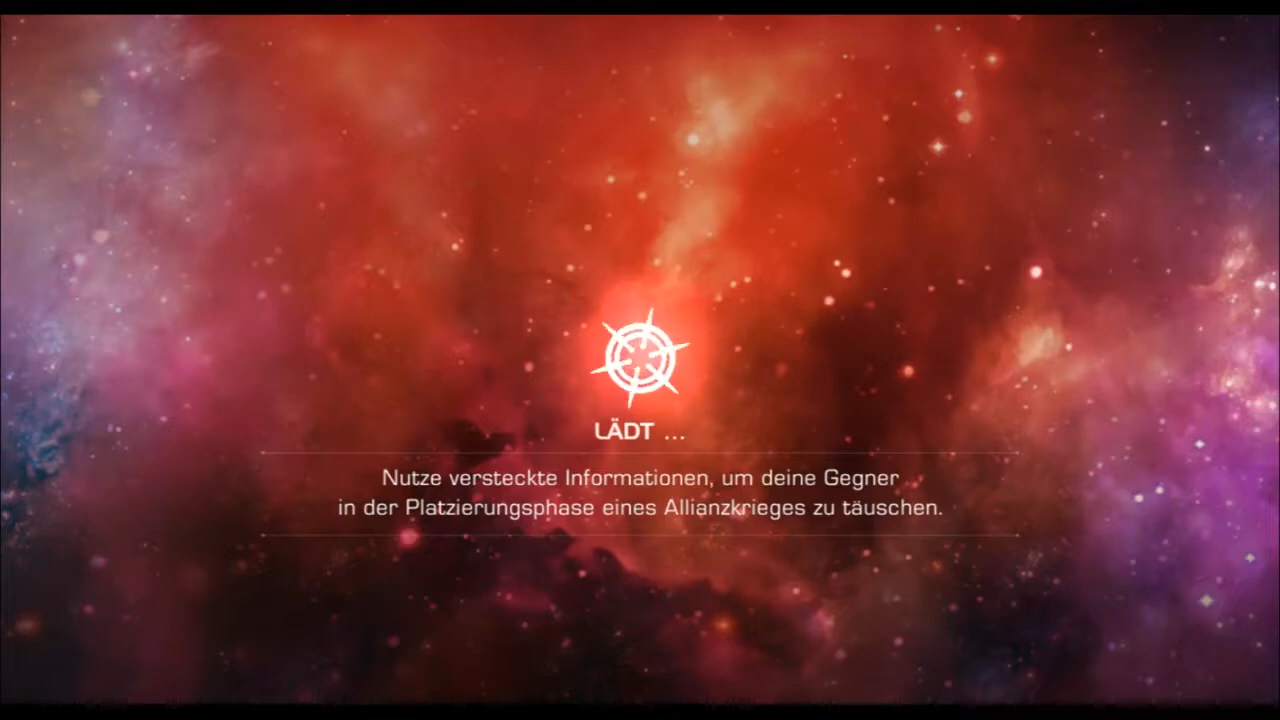 LÄDT ...
Nutze versteckte Informationen, um deine Gegner
in der Platzierungsphase eines Allianzkrieges zu täuschen.